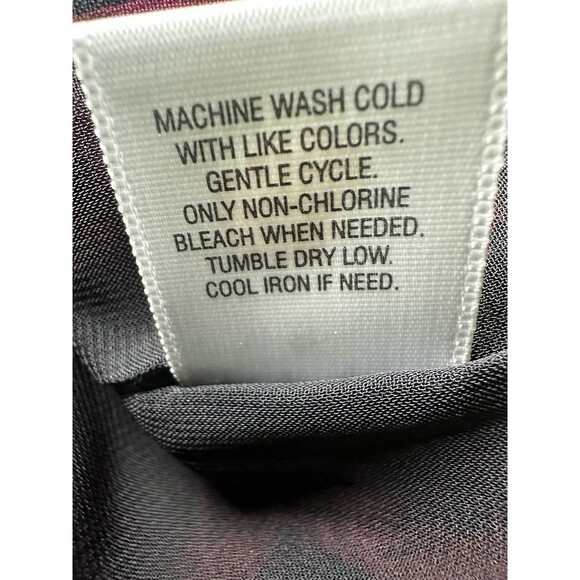 MACHINE WASH COLD
WITH LIKE COLORS.
GENTLE CYCLE.
ONLY NON-CHLORINE
BLEACH WHEN NEEDED.
TUMBLE DRY LOW.
COOL IRON IF NEED.